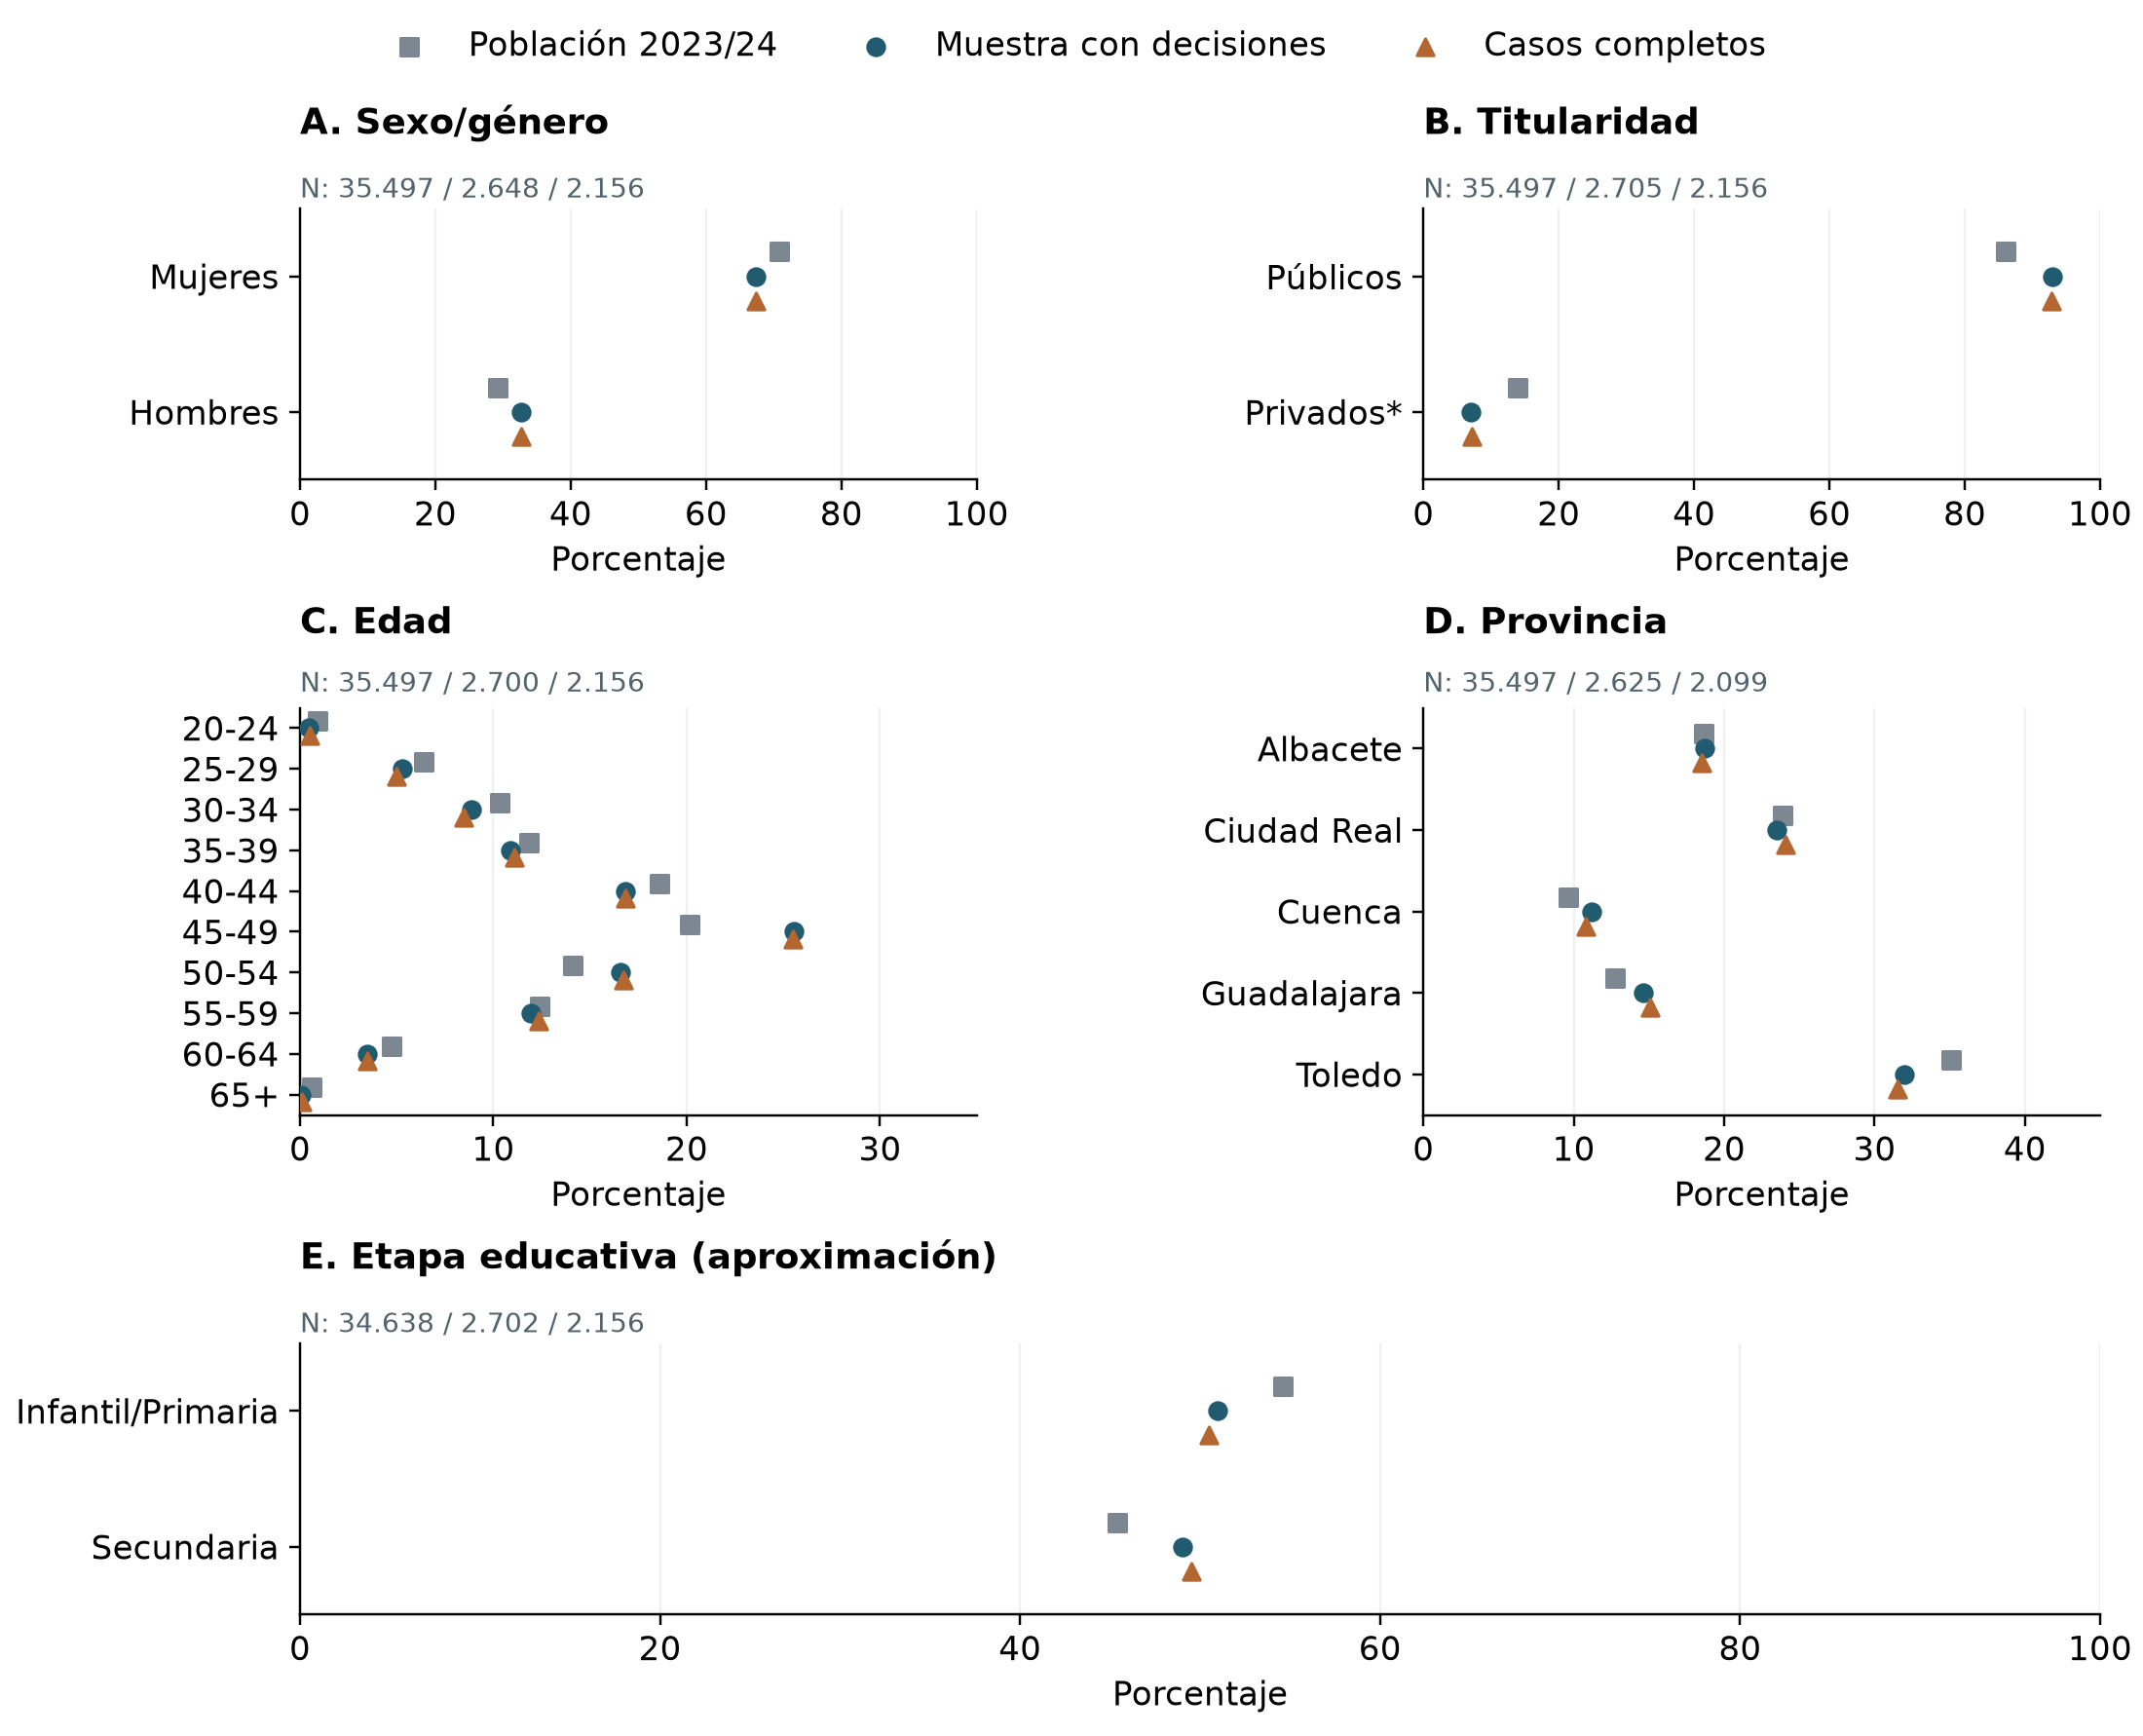 Población 2023/24 Muestra con decisiones Casos completos
A. Sexo/género
N: 35.497 / 2.648 / 2.156
Mujeres
Hombres
0 20 40 60 80 100
Porcentaje
B. Titularidad
N: 35.497 / 2.705 / 2.156
Públicos
Privados*
0 20 40 60 80 100
Porcentaje
C. Edad
N: 35.497 / 2.700 / 2.156
20-24
25-29
30-34
35-39
40-44
45-49
50-54
55-59
60-64
65+
0 10 20 30
Porcentaje
D. Provincia
N: 35.497 / 2.625 / 2.099
Albacete
Ciudad Real
Cuenca
Guadalajara
Toledo
0 10 20 30 40
Porcentaje
E. Etapa educativa (aproximación)
N: 34.638 / 2.702 / 2.156
Infantil/Primaria
Secundaria
0 20 40 60 80 100
Porcentaje